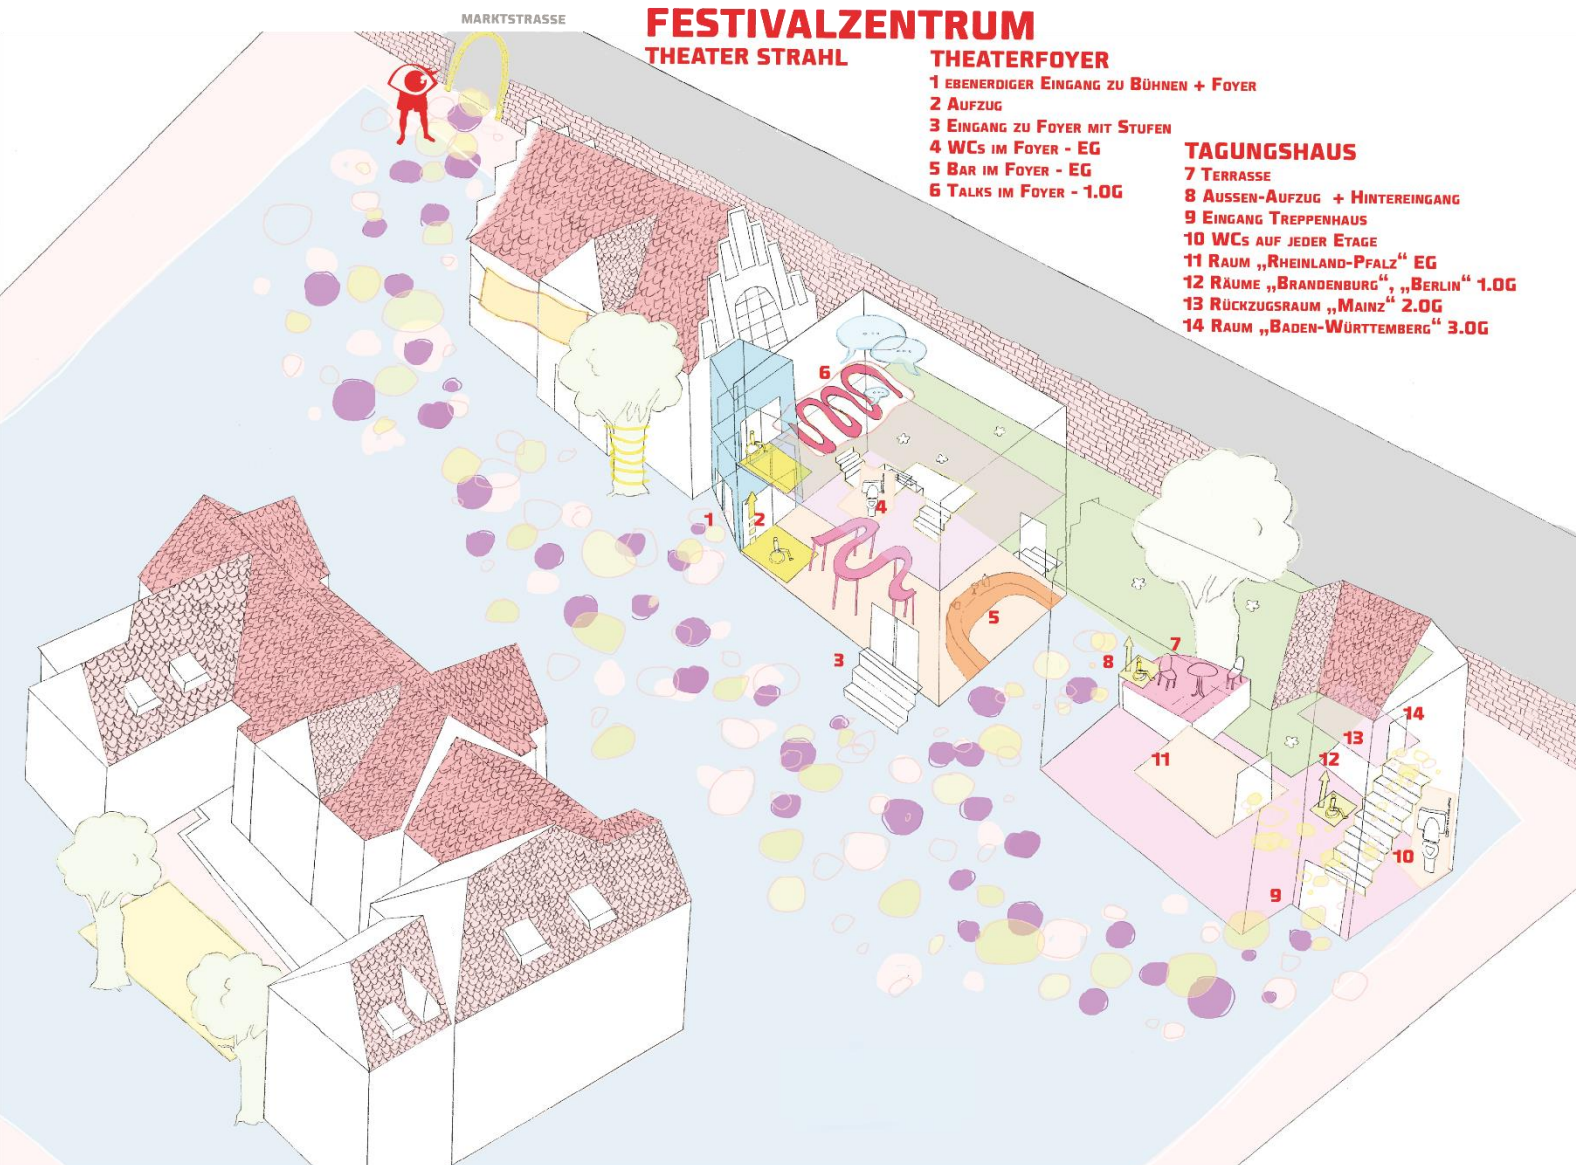 MARKTSTRASSE
FESTIVALZENTRUM
THEATER STRAHL
THEATERFOYER
1 EBENERDIGER EINGANG ZU BÜHNEN + FOYER
2 AUFZUG
3 EINGANG ZU FOYER MIT STUFEN
4 WCS IM FOYER - EG
5 BAR IM FOYER - EG
6 TALKS IM FOYER - 1.OG
TAGUNGSHAUS
7 TERRASSE
8 AUSSEN-AUFZUG + HINTEREINGANG
9 EINGANG TREPPENHAUS
10 WCS AUF JEDER ETAGE
11 RAUM „RHEINLAND-PFALZ“ EG
12 RÄUME „BRANDENBURG“, „BERLIN“ 1.OG
13 RÜCKZUGSRAUM „MAINZ“ 2.OG
14 RAUM „BADEN-WÜRTTEMBERG“ 3.OG
6
4
1
2
5
3
7
8
14
13
12
11
10
9